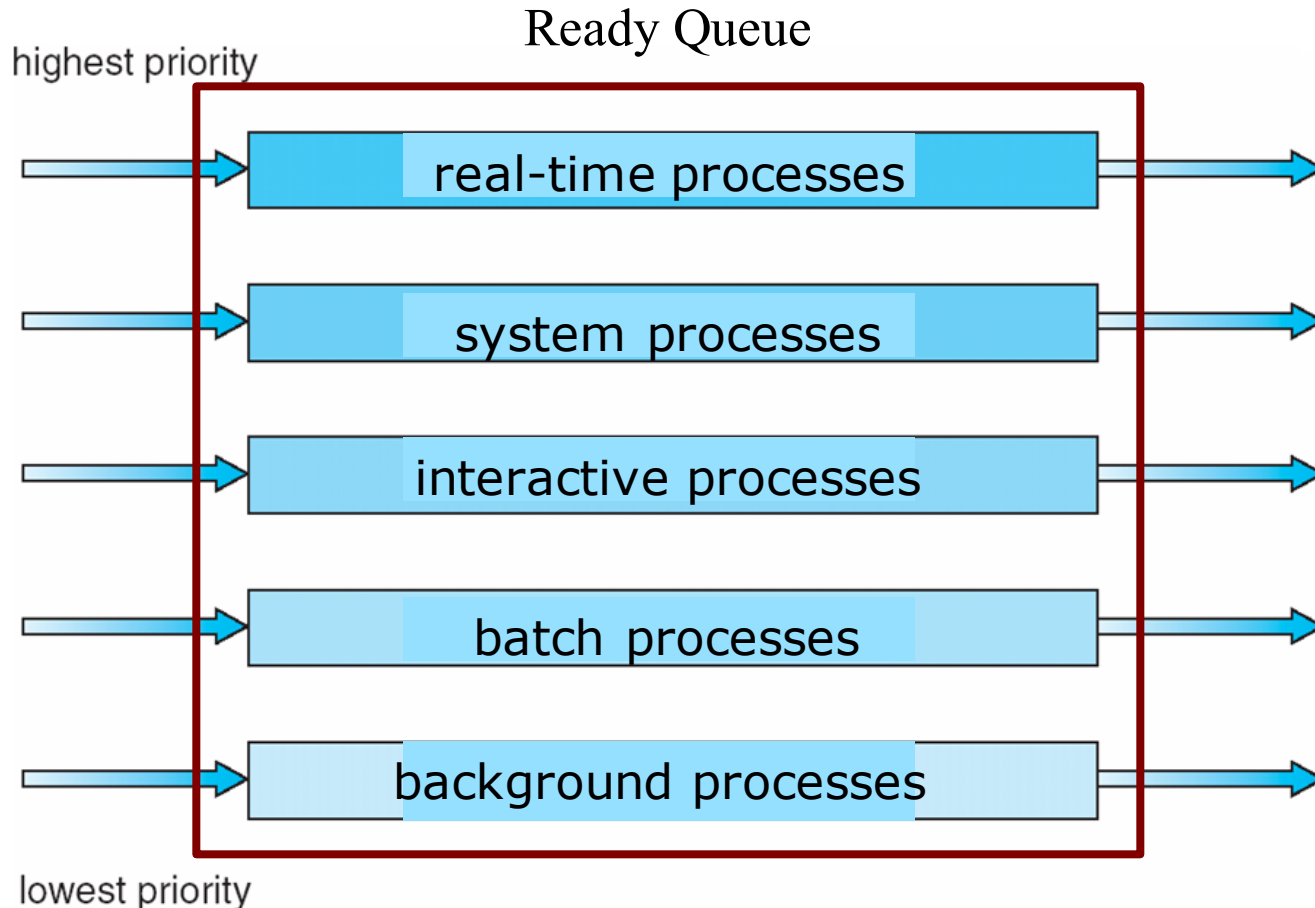 Ready Queue
highest priority
real-time processes
system processes
interactive processes
batch processes
background processes
lowest priority